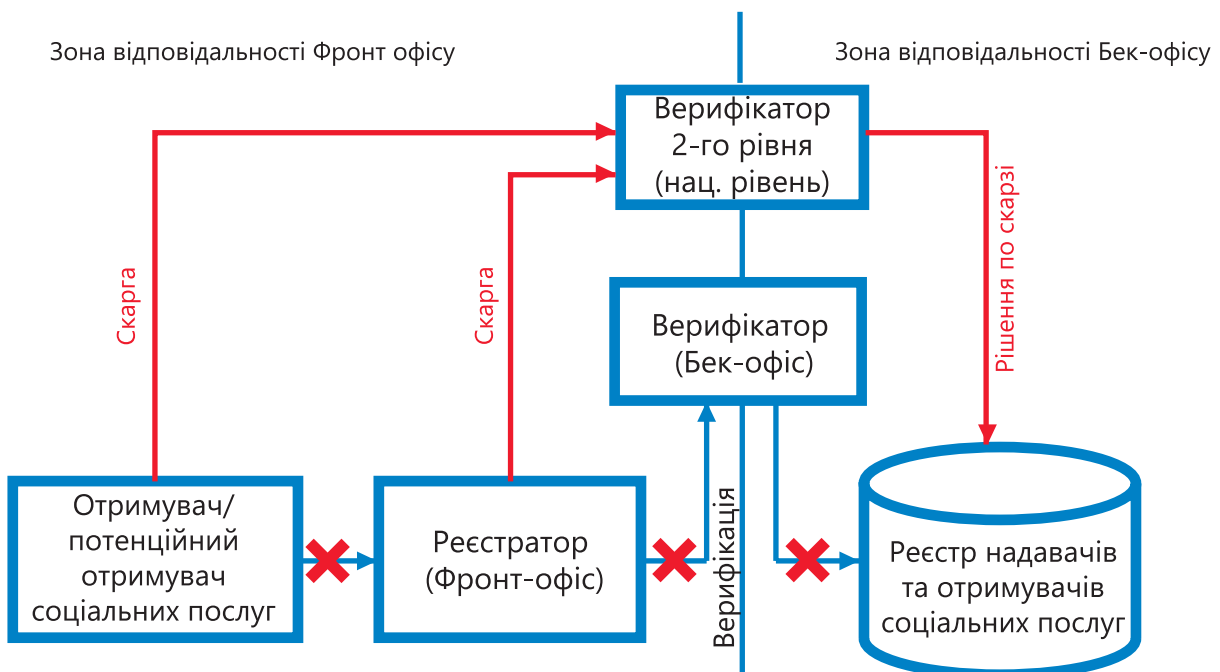 Зона відповідальності Фронт офісу
Зона відповідальності Бек-офісу
Верифікатор
2-го рівня
(нац. рівень)
Скарга
Скарга
Рішення по скарзі
Верифікатор
(Бек-офіс)
Отримувач/
потенційний
отримувач
соціальних послуг
Реєстратор
(Фронт-офіс)
Верифікація
Реєстр надавачів
та отримувачів
соціальних послуг